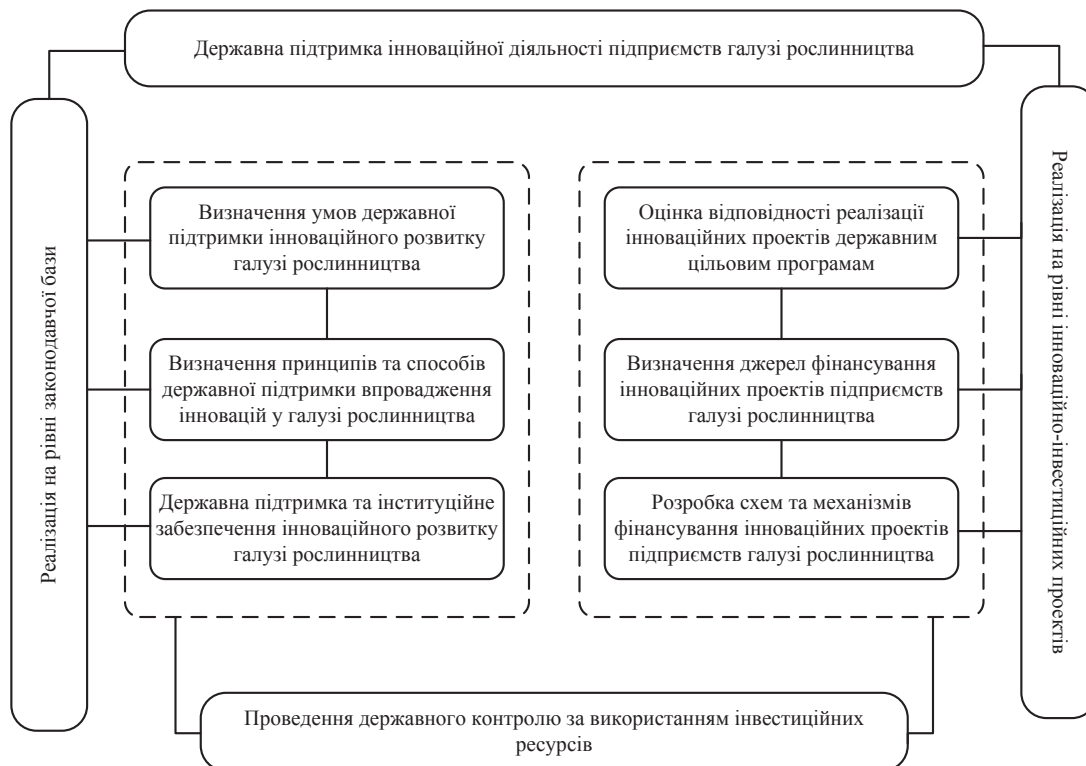 Державна підтримка інноваційної діяльності підприємств галузі рослинництва
Реалізація на рівні законодавчої бази
Визначення умов державної
підтримки інноваційного розвитку
галузі рослинництва
Визначення принципів та способів
державної підтримки впровадження
інновацій у галузі рослинництва
Державна підтримка та інституційне
забезпечення інноваційного розвитку
галузі рослинництва
Оцінка відповідності реалізації
інноваційних проектів державним
цільовим програмам
Визначення джерел фінансування
інноваційних проектів підприємств
галузі рослинництва
Розробка схем та механізмів
фінансування інноваційних проектів
підприємств галузі рослинництва
Реалізація на рівні інноваційно-інвестиційних проектів
Проведення державного контролю за використанням інвестиційних
ресурсів